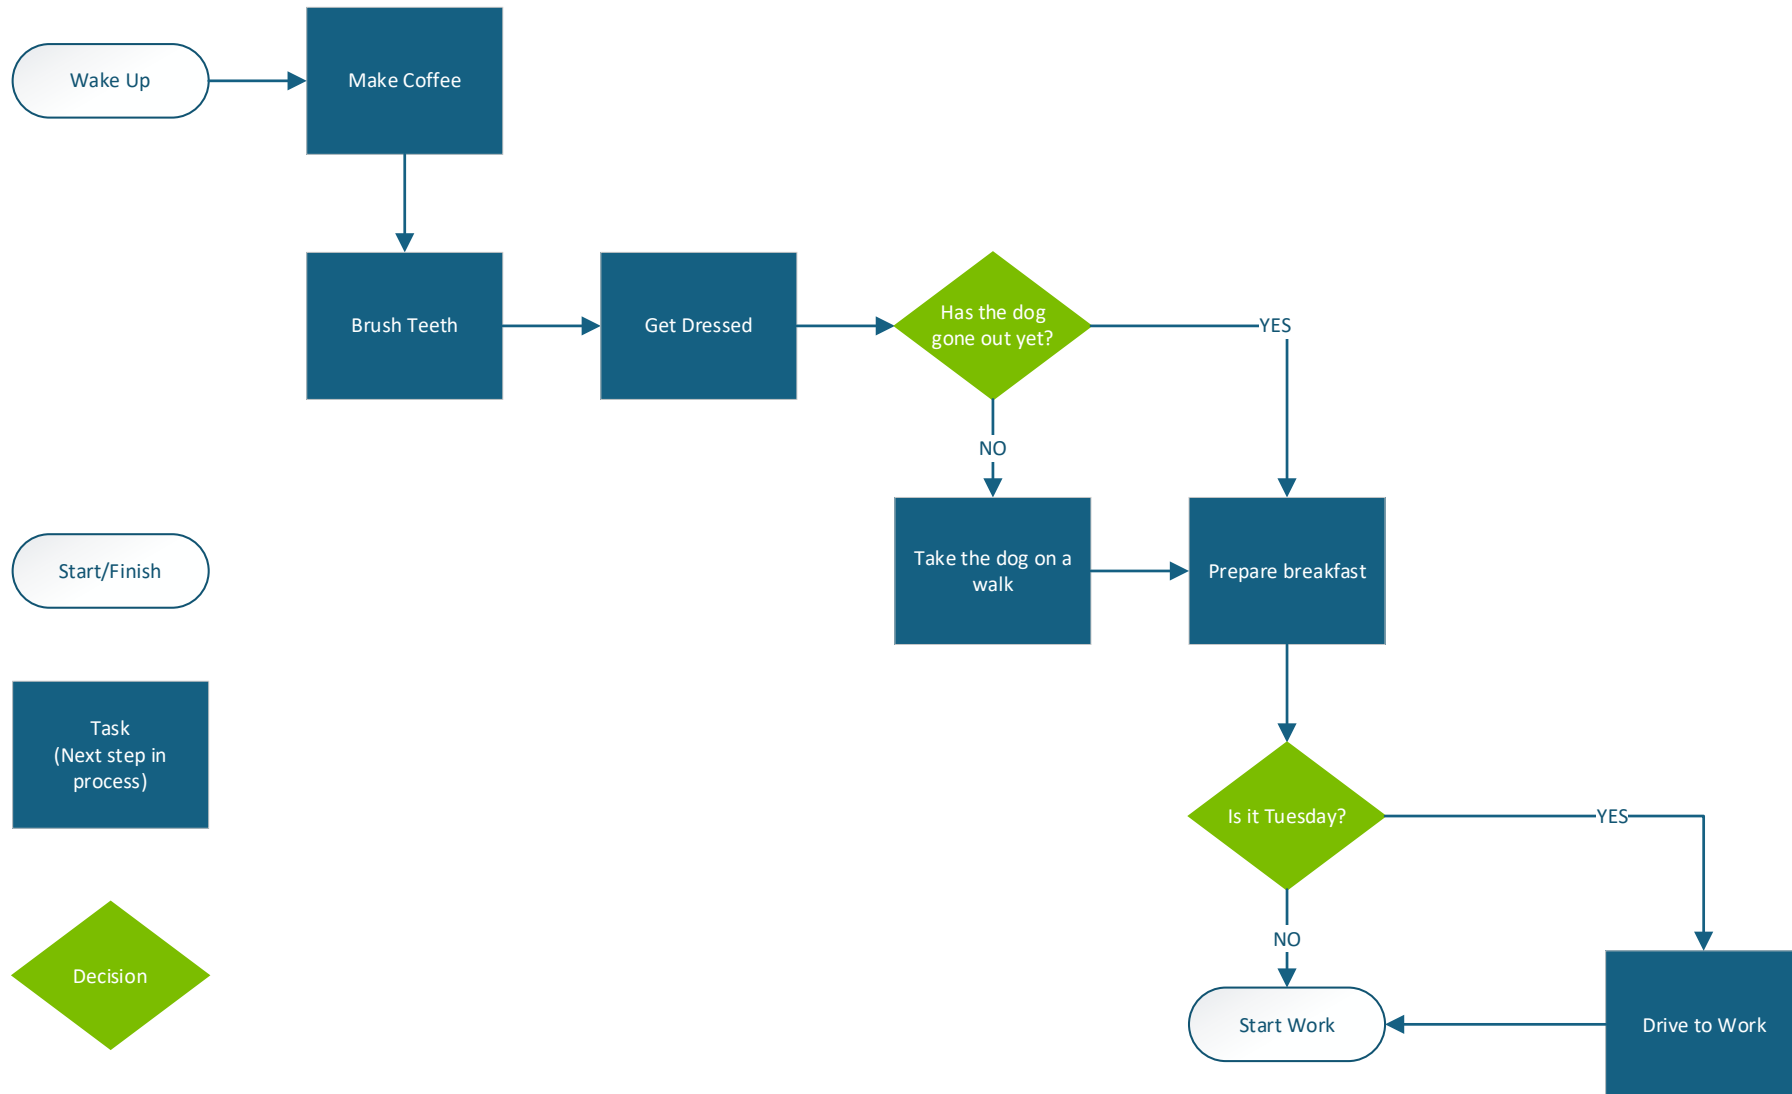 Wake Up
Make Coffee
Brush Teeth
Get Dressed
Has the dog
gone out yet?
YES
NO
Take the dog on a
walk
Prepare breakfast
Is it Tuesday?
YES
NO
Start Work
Drive to Work
Start/Finish
Task
(Next step in
process)
Decision